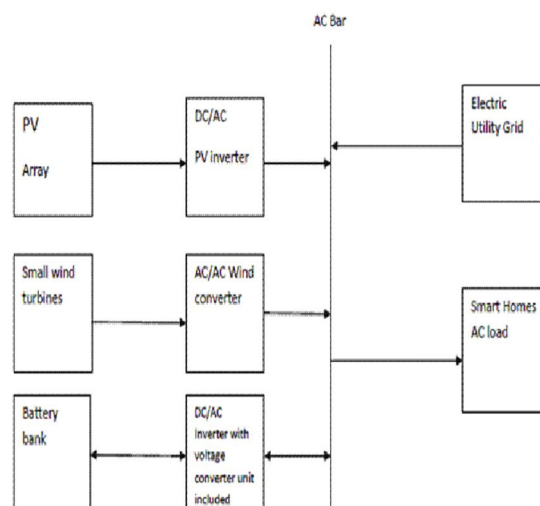 AC Bar
PV
Array
DC/AC
PV inverter
Electric
Utility Grid
Small wind
turbines
AC/AC Wind
converter
Smart Homes
AC load
Battery
bank
DC/AC
Inverter with
voltage
converter unit
included